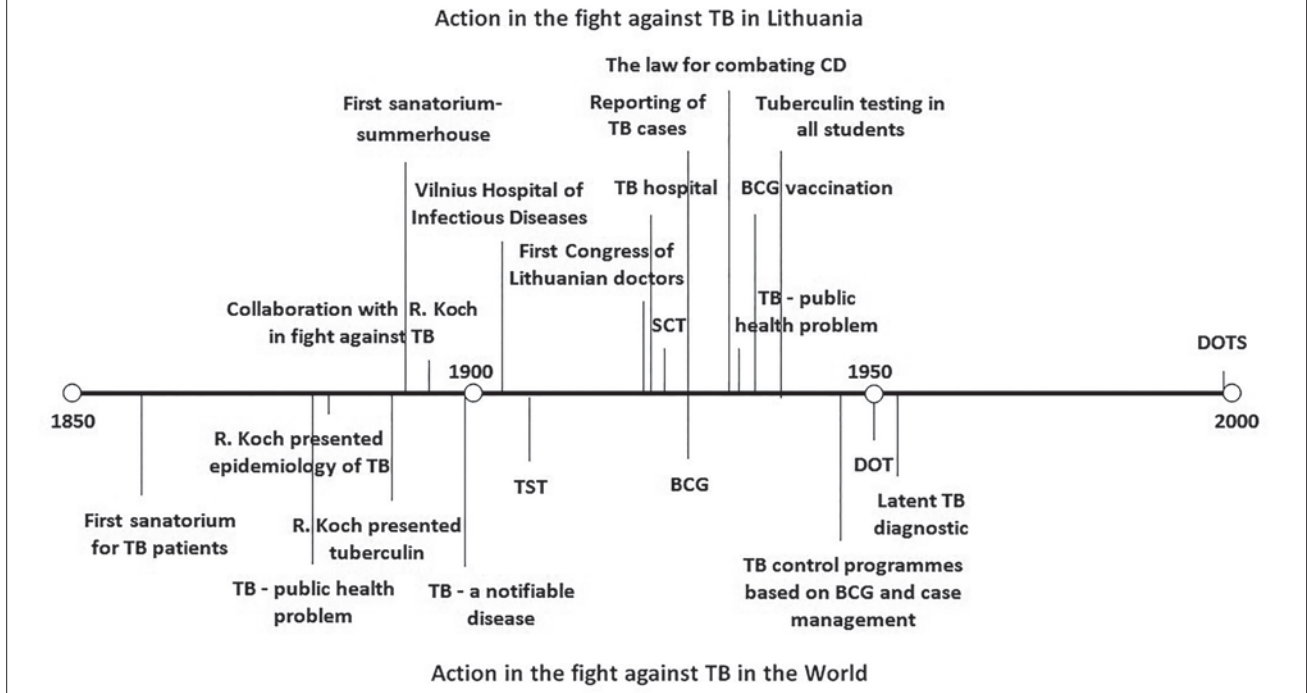 Action in the fight against TB in Lithuania
The law for combating CD
First sanatorium-
summerhouse
Reporting of
TB cases
Tuberculin testing in
all students
Vilnius Hospital of
Infectious Diseases
TB hospital
BCG vaccination
First Congress of
Lithuanian doctors
Collaboration with R. Koch
in fight against TB
SCT
TB - public
health problem
DOTS
1850
1900
1950
2000
R. Koch presented
epidemiology of TB
TST
BCG
DOT
First sanatorium
for TB patients
R. Koch presented
tuberculin
Latent TB
diagnostic
TB - public health
problem
TB - a notifiable
disease
TB control programmes
based on BCG and case
management
Action in the fight against TB in the World